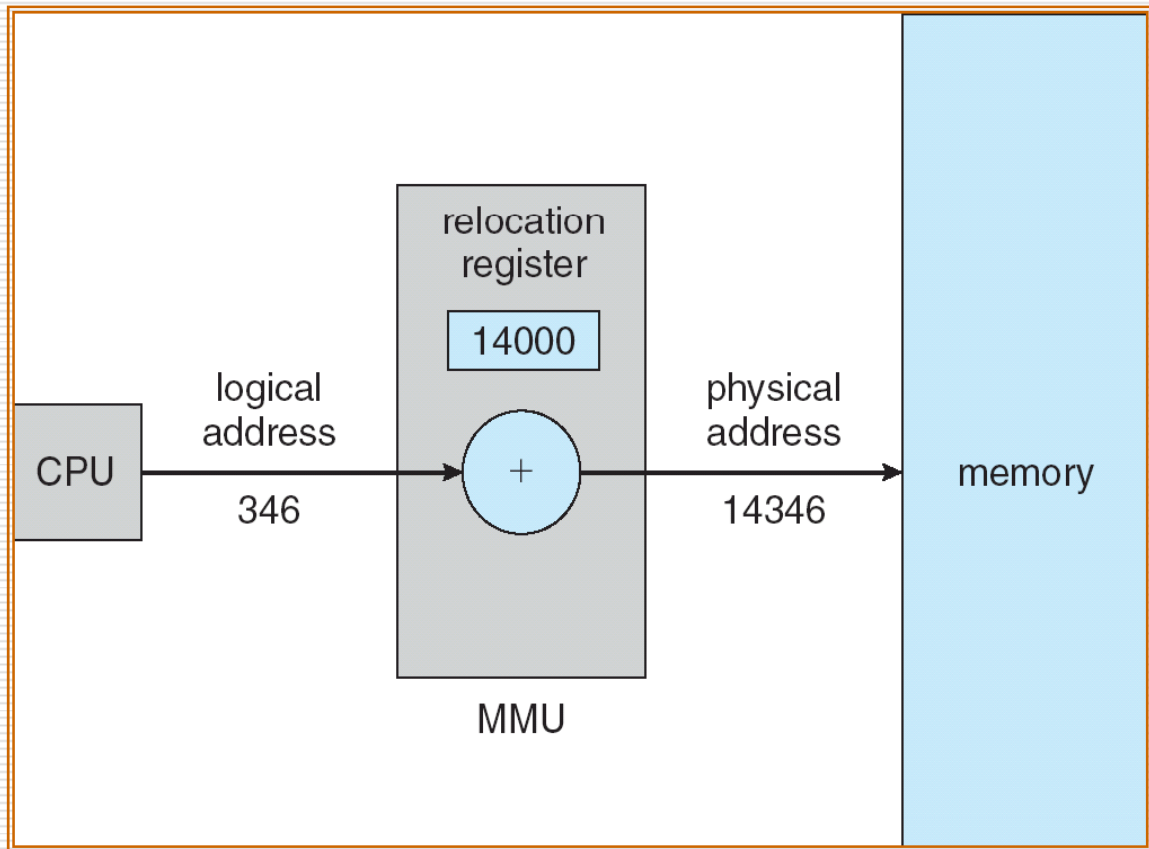 relocation
register
14000
logical
address
physical
address
CPU
+
memory
346
14346
MMU